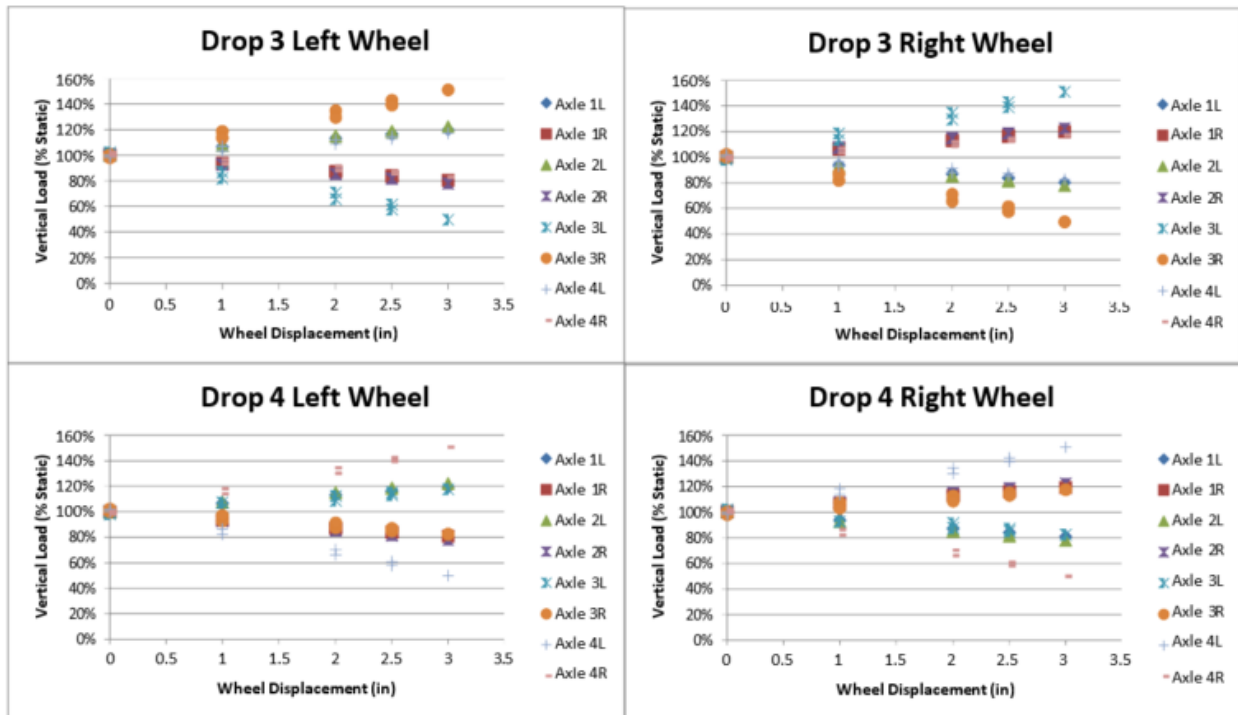 Drop 3 Left Wheel
Vertical Load (% Static)
160%
140%
120%
100%
80%
60%
40%
20%
0%
0 0.5 1 1.5 2 2.5 3 3.5
Wheel Displacement (in)
Axle 1L
Axle 1R
Axle 2L
Axle 2R
Axle 3L
Axle 3R
Axle 4L
Axle 4R
Drop 3 Right Wheel
Vertical Load (% Static)
160%
140%
120%
100%
80%
60%
40%
20%
0%
0 0.5 1 1.5 2 2.5 3 3.5
Wheel Displacement (in)
Axle 1L
Axle 1R
Axle 2L
Axle 2R
Axle 3L
Axle 3R
Axle 4L
Axle 4R
Drop 4 Left Wheel
Vertical Load (% Static)
160%
140%
120%
100%
80%
60%
40%
20%
0%
0 0.5 1 1.5 2 2.5 3 3.5
Wheel Displacement (in)
Axle 1L
Axle 1R
Axle 2L
Axle 2R
Axle 3L
Axle 3R
Axle 4L
Axle 4R
Drop 4 Right Wheel
Vertical Load (% Static)
160%
140%
120%
100%
80%
60%
40%
20%
0%
0 0.5 1 1.5 2 2.5 3 3.5
Wheel Displacement (in)
Axle 1L
Axle 1R
Axle 2L
Axle 2R
Axle 3L
Axle 3R
Axle 4L
Axle 4R